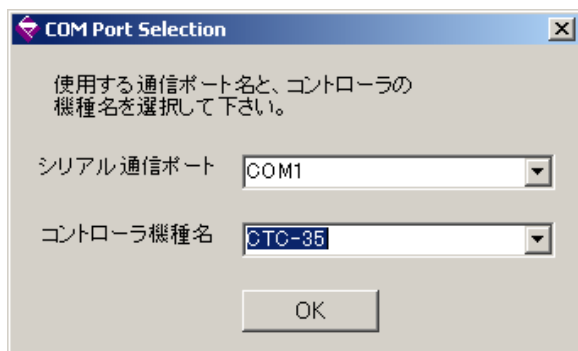 COM Port Selection
使用する通信ポート名と、コントローラの
機種名を選択して下さい。
シリアル通信ポート COM1
コントローラ機種名 CTC-35
OK